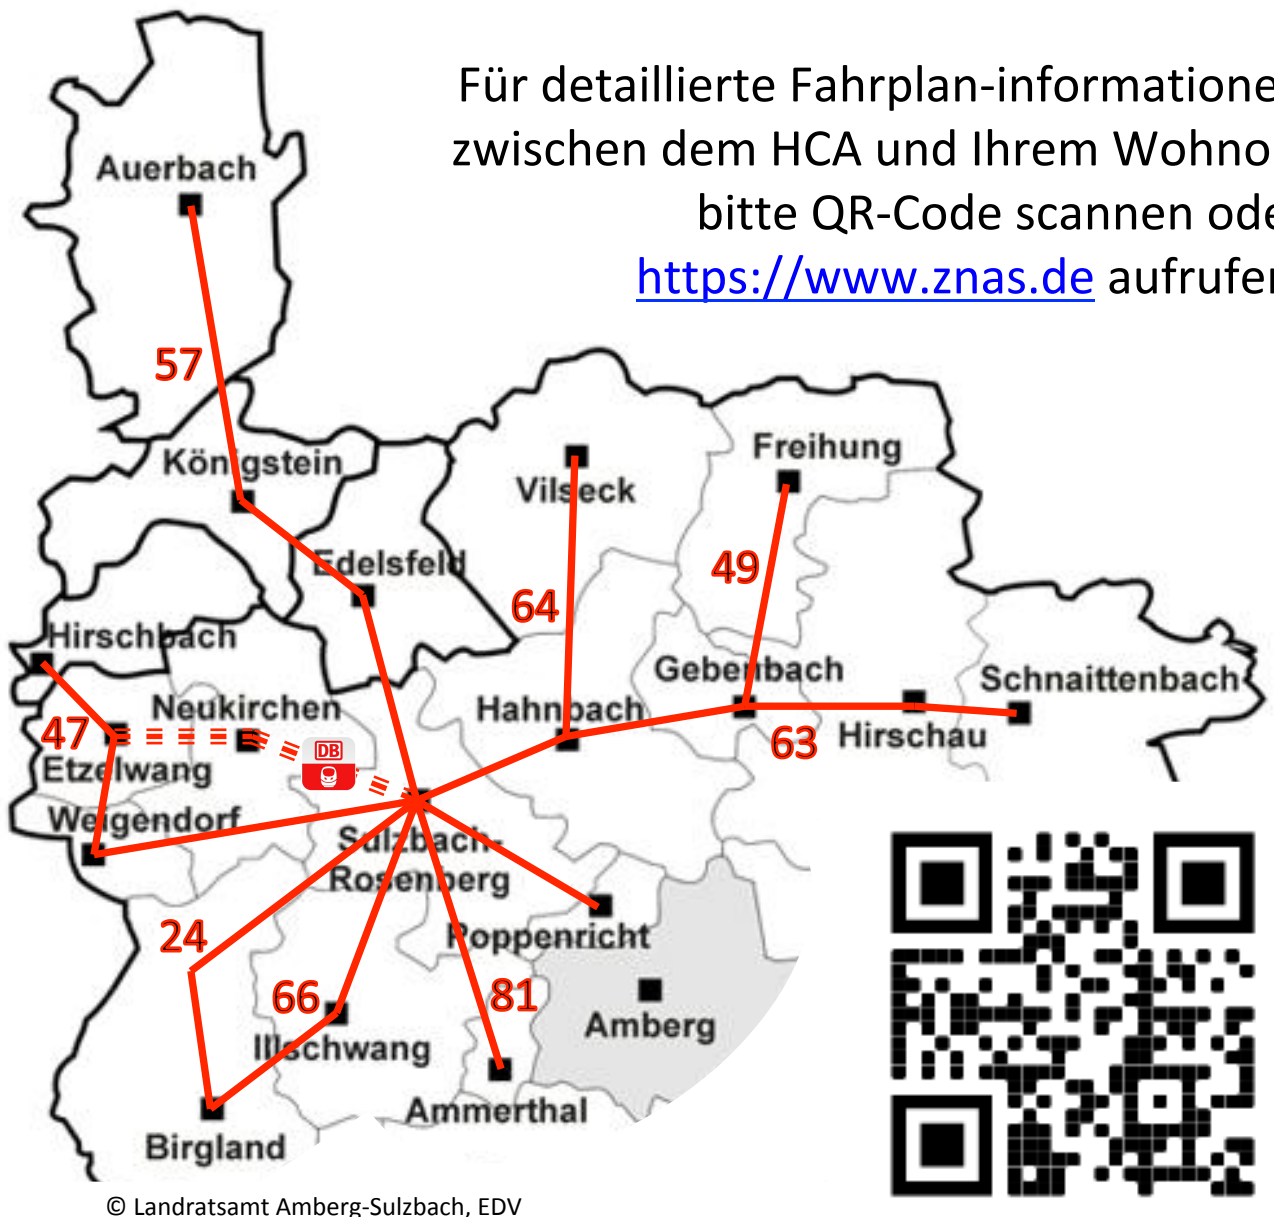 Für detaillierte Fahrplan-informatione
zwischen dem HCA und Ihrem Wohno
bitte QR-Code scannen ode
https://www.znas.de aufrufen
Auerbach
57
Königstein
Vilseck
Freihung
Edelsfeld
64
49
Hirschbach
Gebenbach
Schnaittenbach
Neukirchen
Hahnbach
47
63
Hirschau
DB
Etzelwang
Weigendorf
Sulzbach-
Rosenberg
24
Poppenricht
66
81
Amberg
Illschwang
Ammerthal
Birgland
© Landratsamt Amberg-Sulzbach, EDV